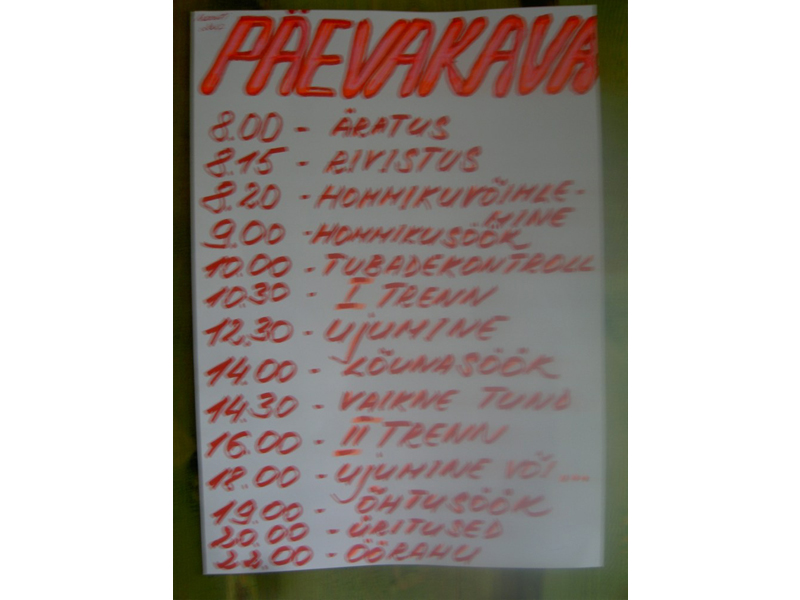 PÄEVAKAVA
8.00 - ÄRATUS
8.15 - RIVISTUS
8.20 - HOMMIKUVÕIMLE-
MINE
9.00 - HOMMIKUSÖÖK
10.00 - TUBADEKONTROLL
10.30 - I TRENN
12.30 - UJUMINE
14.00 - LÕUNASÖÖK
14.30 - VAIKNE TUND
16.00 - II TRENN
18.00 - UJUMINE VÕI ...
19.00 - ÕHTUSÖÖK
20.00 - ÜRITUSED
22.00 - ÖÖRAHU